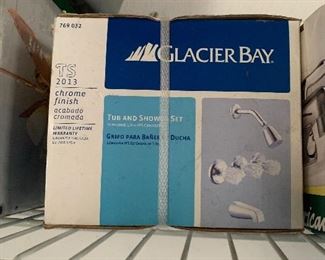 769 032
GLACIER BAY
TS
2013
chrome
finish
acabado
cromado
LIMITED LIFETIME
WARRANTY
TUB AND SHOWER SET
GRIFO PARA BAÑERA DUCHA